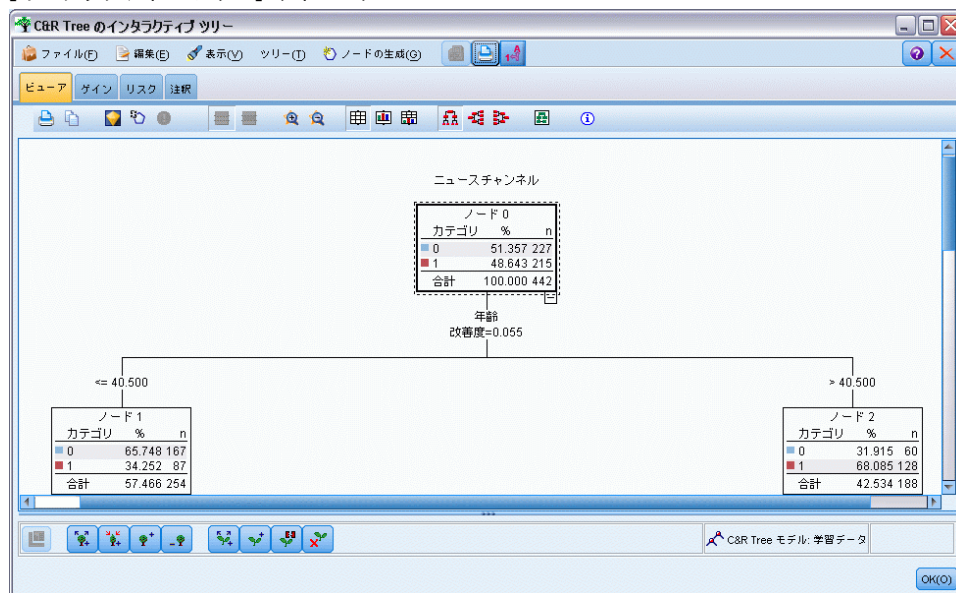 C&R Tree のインタラクティブ ツリー
ファイル(F) 編集(E) 表示(V) ツリー(T) ノードの生成(G)
ビューア ゲイン リスク 注釈
ニュースチャンネル
ノード 0
カテゴリ % n
0 51.357 227
1 48.643 215
合計 100.000 442
年齢
改善度=0.055
<= 40.500
> 40.500
ノード 1
カテゴリ % n
0 65.748 167
1 34.252 87
合計 57.466 254
ノード 2
カテゴリ % n
0 31.915 60
1 68.085 128
合計 42.534 188
C&R Tree モデル: 学習データ
OK(O)